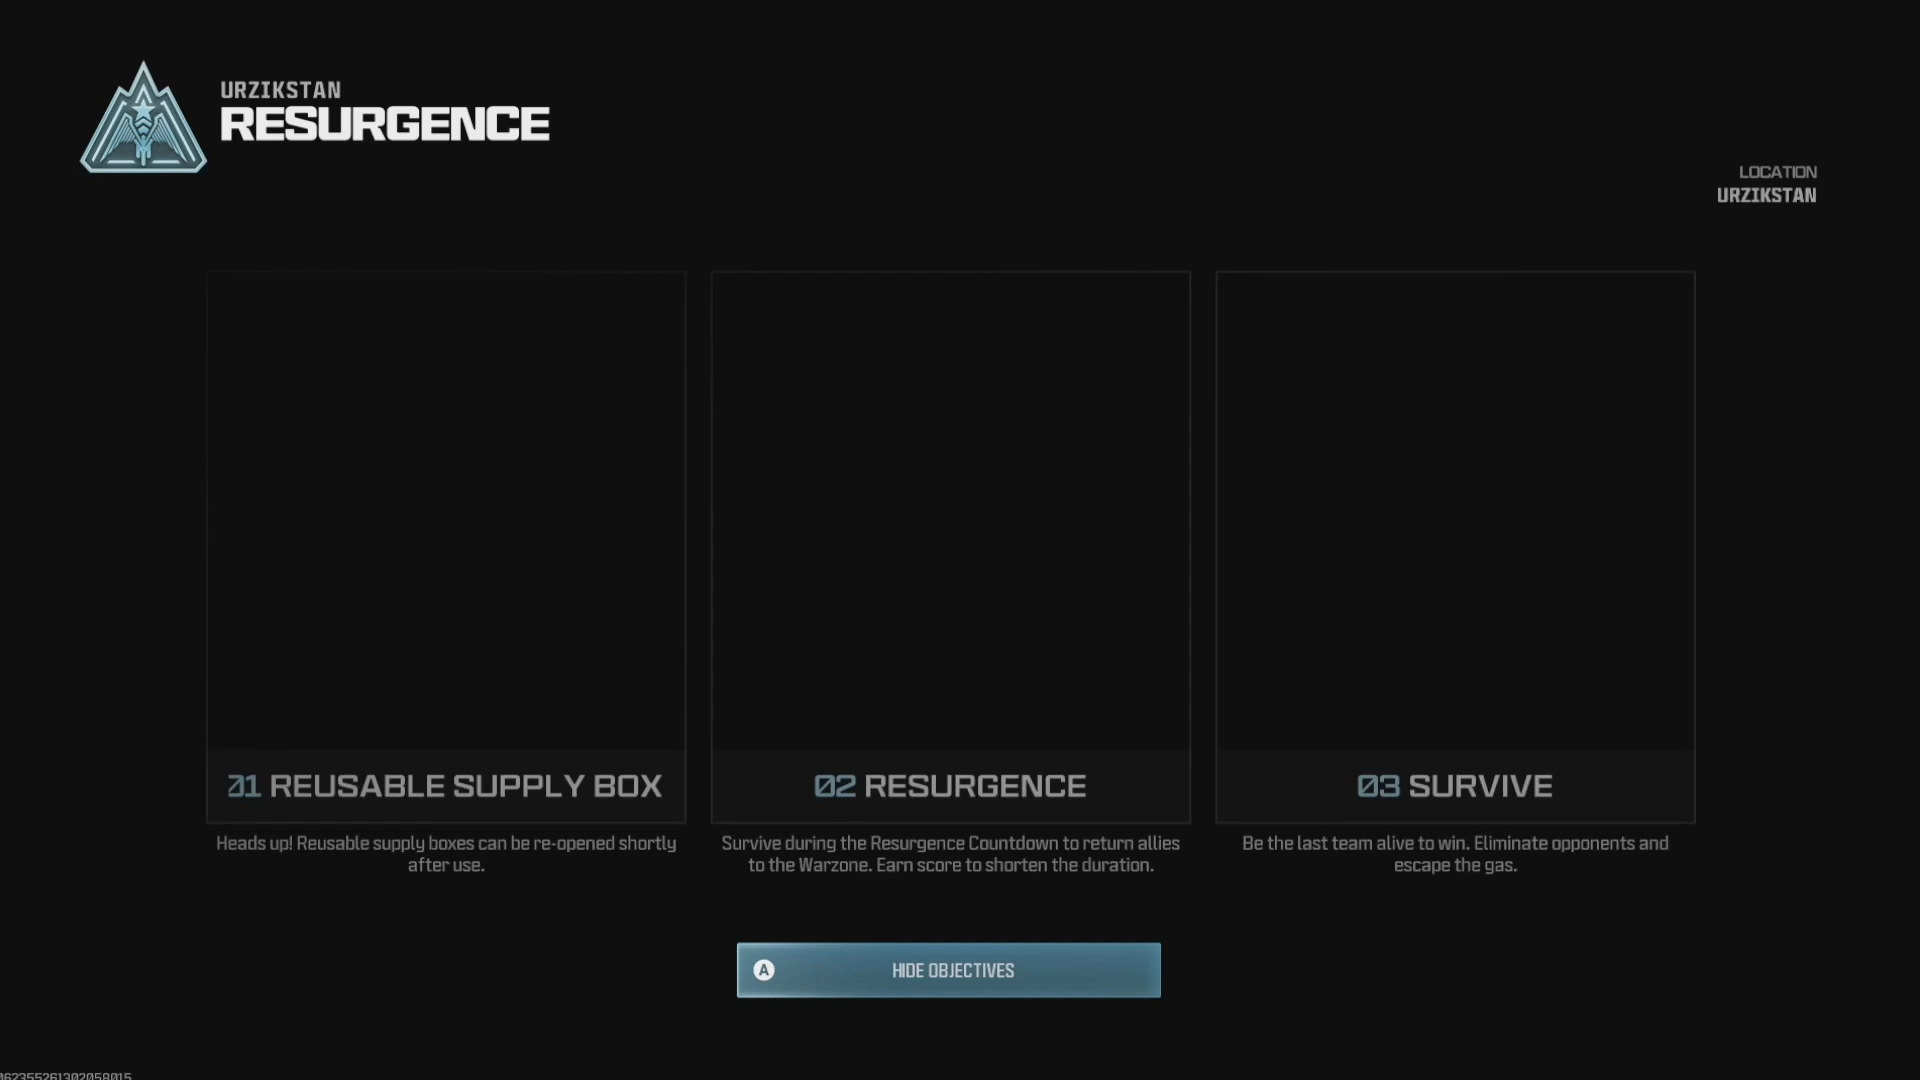 URZIKSTAN
RESURGENCE
LOCATION
URZIKSTAN
01 REUSABLE SUPPLY BOX
Heads up! Reusable supply boxes can be re-opened shortly
after use.
02 RESURGENCE
Survive during the Resurgence Countdown to return allies
to the Warzone. Earn score to shorten the duration.
03 SURVIVE
Be the last team alive to win. Eliminate opponents and
escape the gas.
A HIDE OBJECTIVES